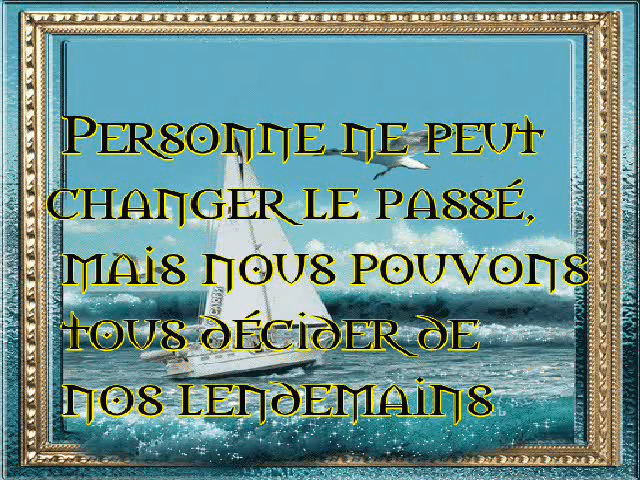 Personne ne peut
changer le passé,
mais nous pouvons
tous décider de
nos lendemains